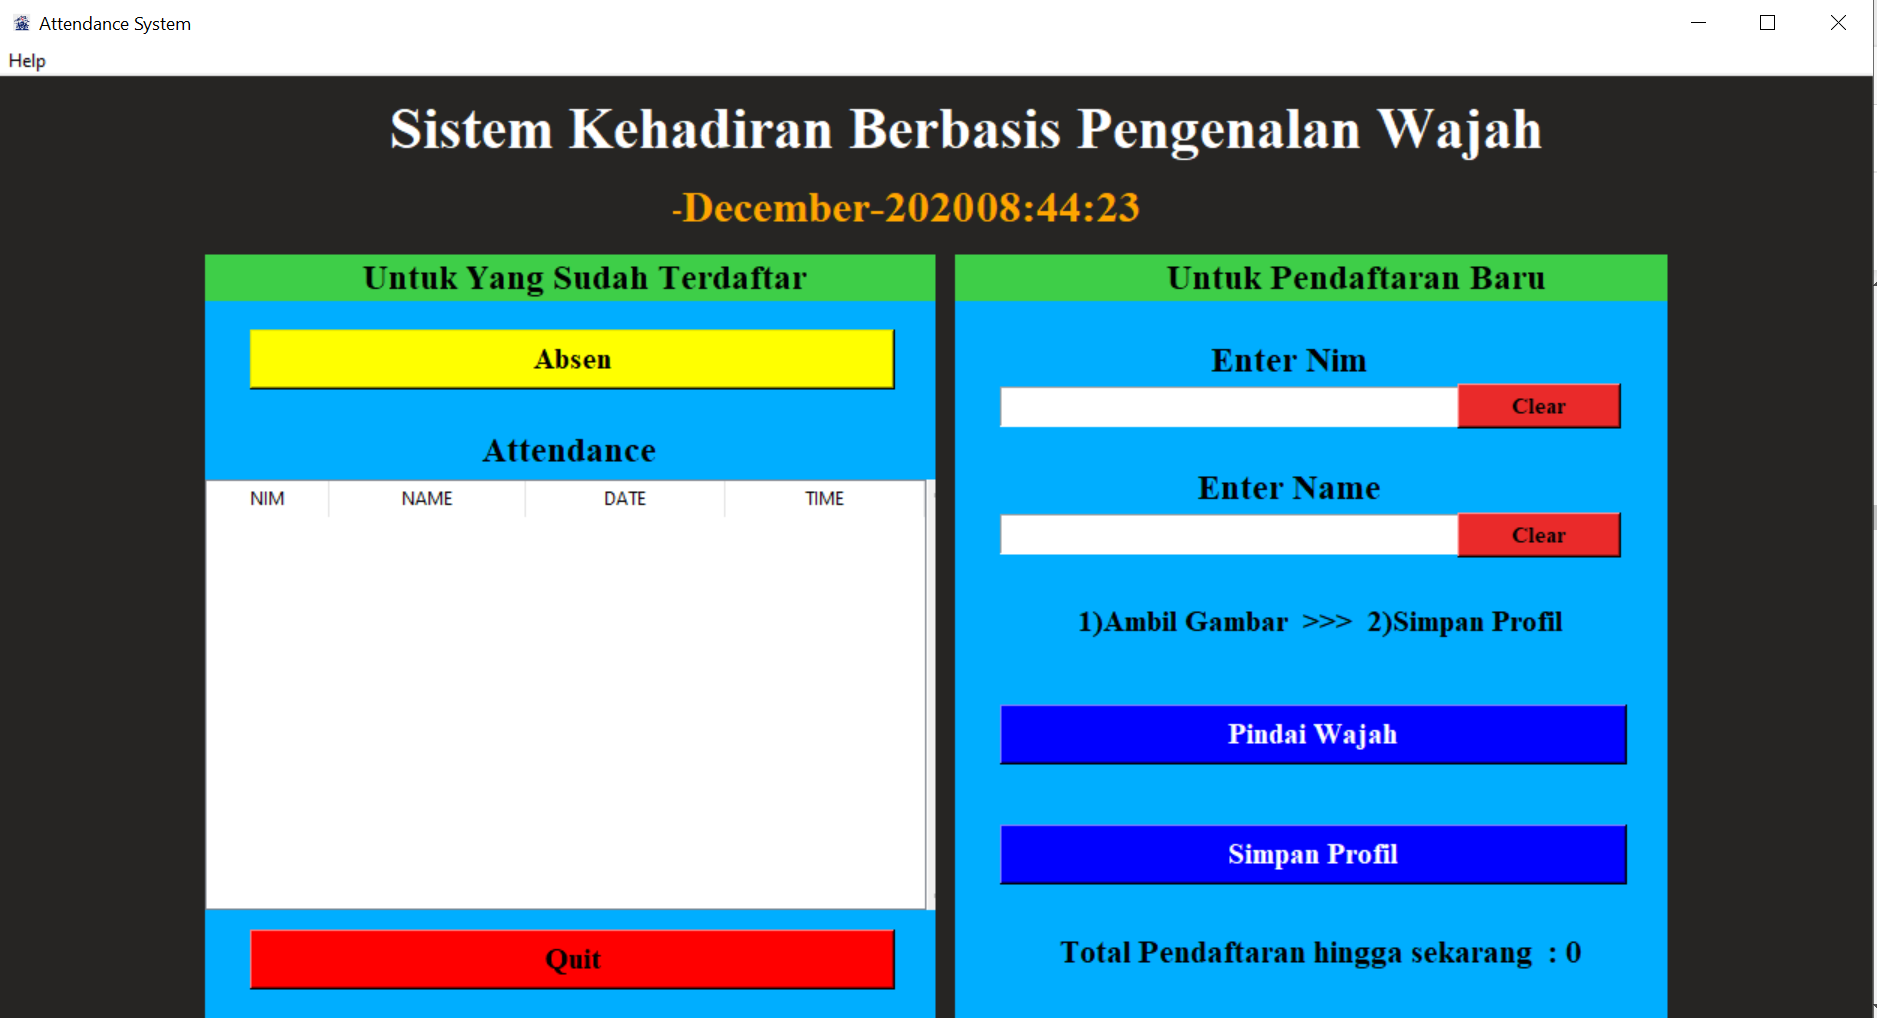 Attendance System
Help
Sistem Kehadiran Berbasis Pengenalan Wajah
-December-202008:44:23
Untuk Yang Sudah Terdaftar
Absen
Attendance
NIM NAME DATE TIME
Quit
Untuk Pendaftaran Baru
Enter Nim
Clear
Enter Name
Clear
1)Ambil Gambar >>> 2)Simpan Profil
Pindai Wajah
Simpan Profil
Total Pendaftaran hingga sekarang : 0